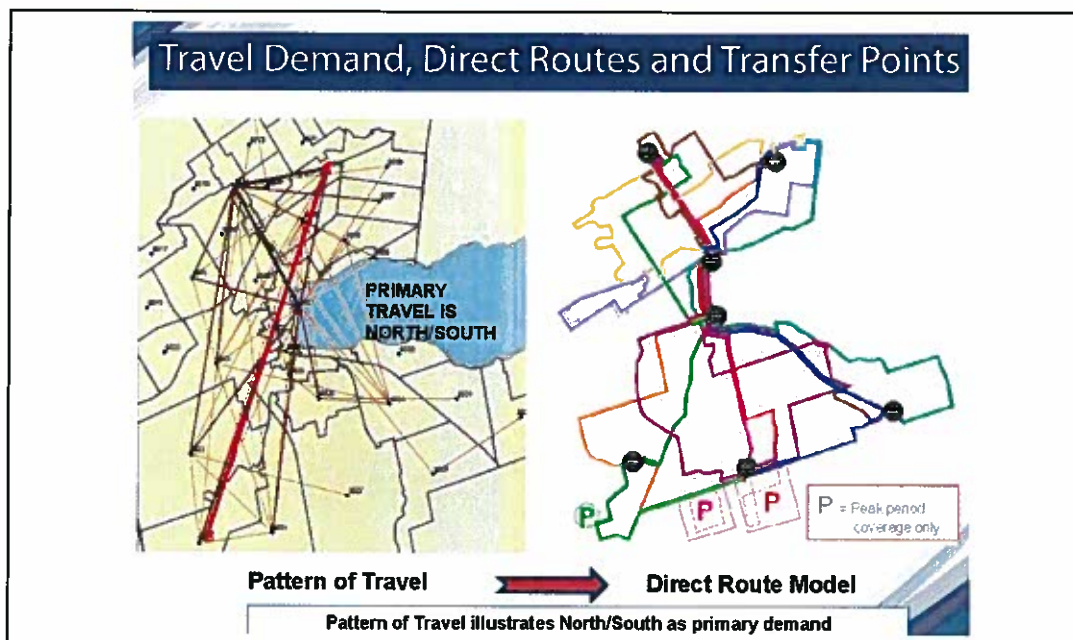 Travel Demand, Direct Routes and Transfer Points
PRIMARY
TRAVEL IS
NORTH/SOUTH
P
P
P
P = Peak period
coverage only
Pattern of Travel
Direct Route Model
Pattern of Travel illustrates North/South as primary demand